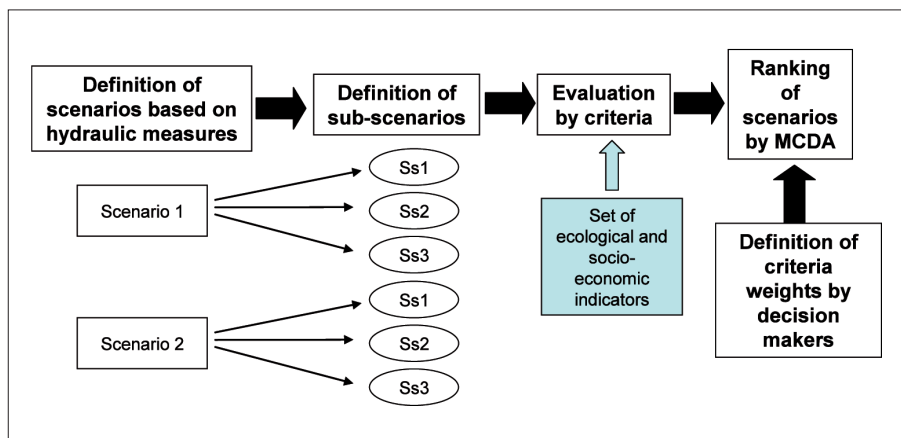 Definition of
scenarios based on
hydraulic measures
Definition of
sub-scenarios
Evaluation
by criteria
Ranking
of
scenarios
by MCDA
Scenario 1
Ss1
Ss2
Ss3
Scenario 2
Ss1
Ss2
Ss3
Set of
ecological and
socio-
economic
indicators
Definition of
criteria
weights by
decision
makers